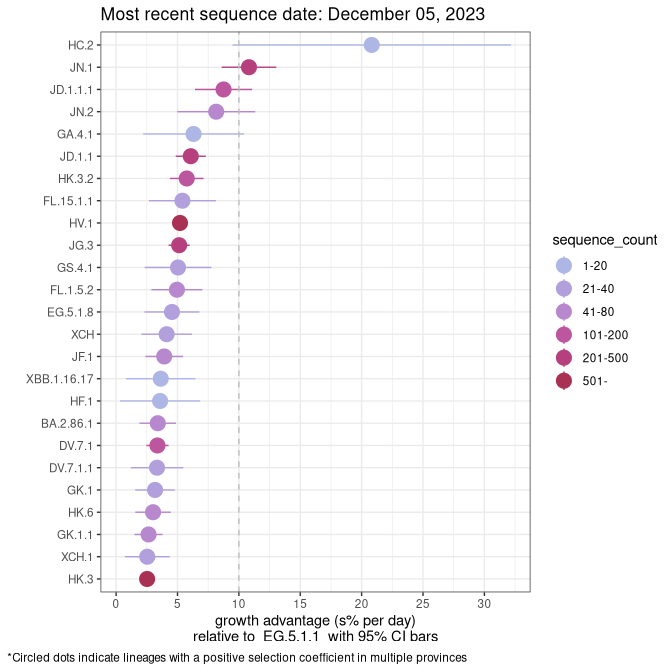 Most recent sequence date: December 05, 2023
HC.2
JN.1
JD.1.1.1
JN.2
GA.4.1
JD.1.1
HK.3.2
FL.15.1.1
HV.1
JG.3
GS.4.1
FL.1.5.2
EG.5.1.8
XCH
JF.1
XBB.1.16.17
HF.1
BA.2.86.1
DV.7.1
DV.7.1.1
GK.1
HK.6
GK.1.1
XCH.1
HK.3
0 5 10 15 20 25 30
growth advantage (s% per day)
relative to EG.5.1.1 with 95% CI bars
sequence_count
1-20
21-40
41-80
101-200
201-500
501-
*Circled dots indicate lineages with a positive selection coefficient in multiple provinces